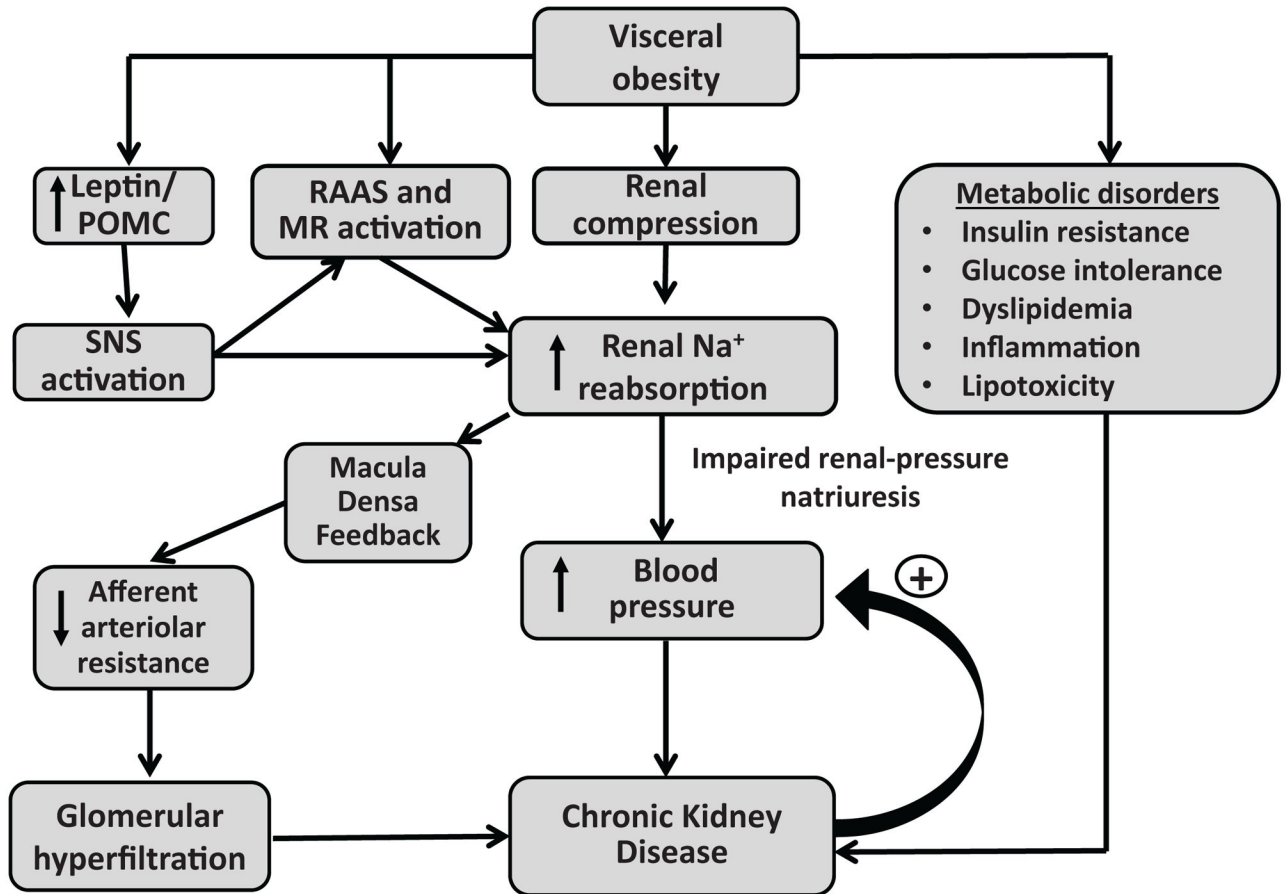 Visceral
obesity
Leptin/
POMC
RAAS and
MR activation
Renal
compression
Metabolic disorders
• Insulin resistance
• Glucose intolerance
• Dyslipidemia
• Inflammation
• Lipotoxicity
SNS
activation
Renal Na⁺
reabsorption
Macula
Densa
Feedback
Impaired renal-pressure
natriuresis
Afferent
arteriolar
resistance
Blood
pressure
+
Glomerular
hyperfiltration
Chronic Kidney
Disease